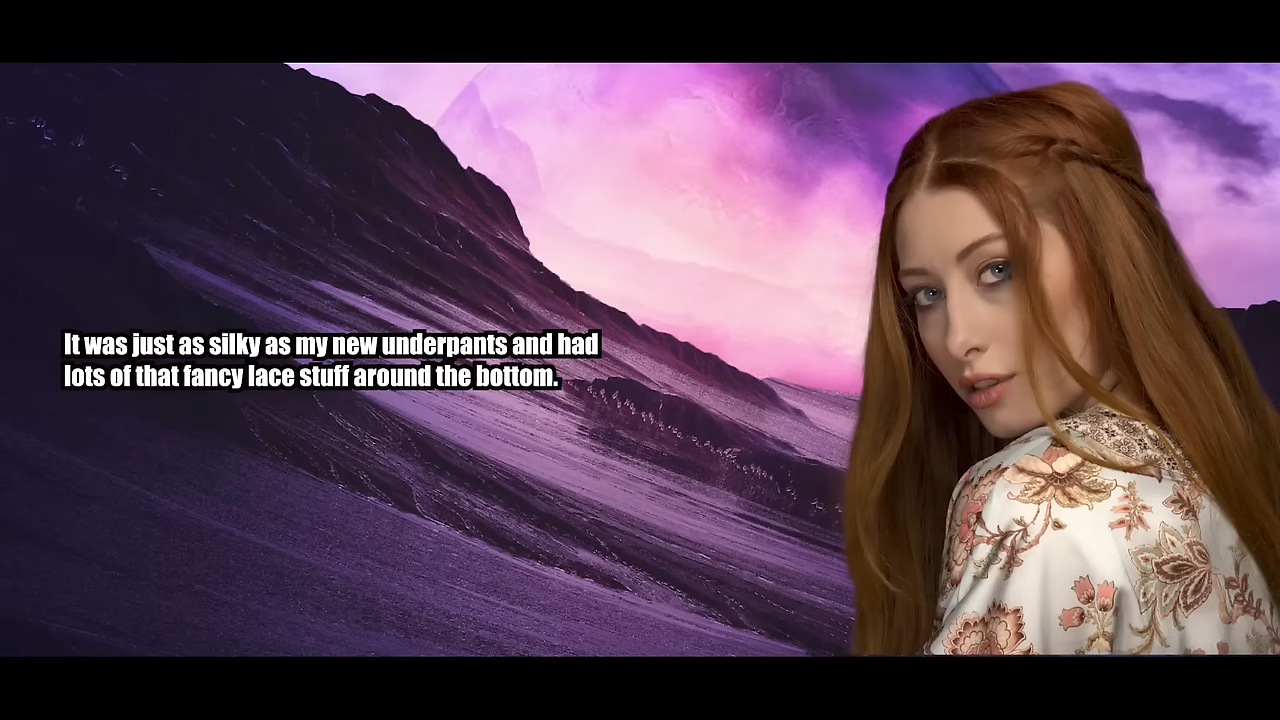 It was just as silky as my new underpants and had
lots of that fancy lace stuff around the bottom.